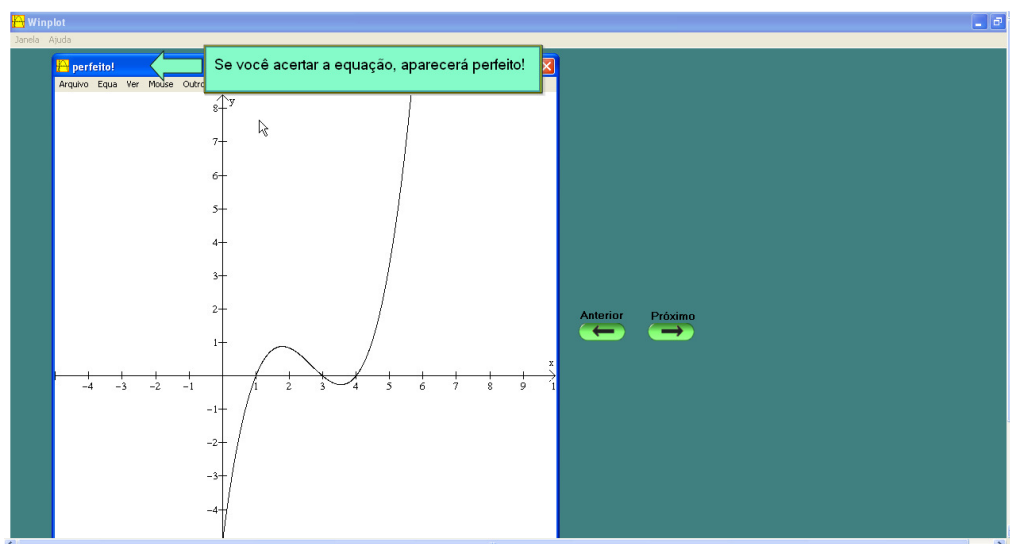 Winplot
Janela Ajuda
perfeito!
Se você acertar a equação, aparecerá perfeito!
Arquivo Equa Ver Mouse Outro
y
8
7
6
5
4
3
2
1
x
-4 -3 -2 -1 1 2 3 4 5 6 7 8 9 1
-1
-2
-3
-4
Anterior Próximo